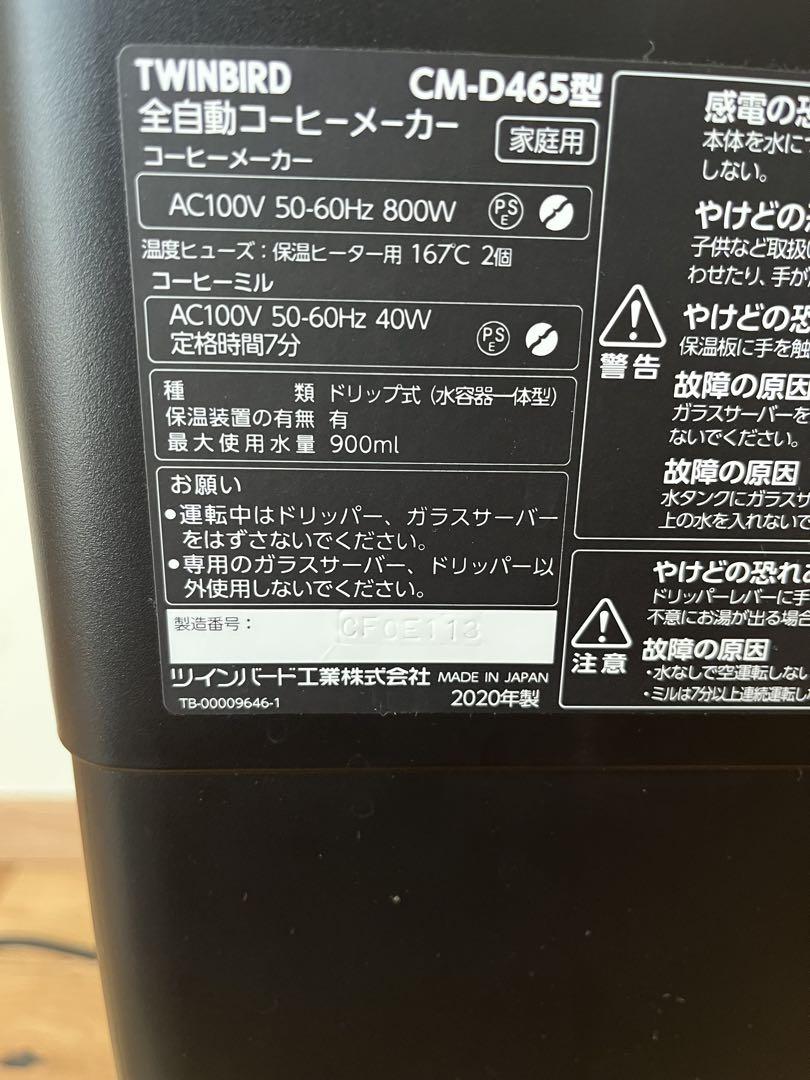 TWINBIRD CM-D465型
全自動コーヒーメーカー 家庭用
コーヒーメーカー
AC100V 50-60Hz 800W PSE
温度ヒューズ:保温ヒーター用 167℃ 2個
コーヒーミル
AC100V 50-60Hz 40W PSE
定格時間7分
種類 ドリップ式(水容器一体型)
保温装置の有無 有
最大使用水量 900ml
お願い
●運転中はドリッパー、ガラスサーバー
をはずさないでください。
●専用のガラスサーバー、ドリッパー以
外使用しないでください。
製造番号: CF0E113
ツインバード工業株式会社 MADE IN JAPAN
TB-00009646-1 2020年製
警告
感電の恐
本体を水に
しない。
やけどの
子供など取扱
わせたり、手が
やけどの恐
保温板に手を触
故障の原因
ガラスサーバーを
ないでください。
故障の原因
水タンクにガラスサ
上の水を入れないで
注意
やけどの恐れ
ドリッパーレバーに手
不意にお湯が出る場合
故障の原因
・水なしで空運転しない
・ミルは7分以上連続運転し